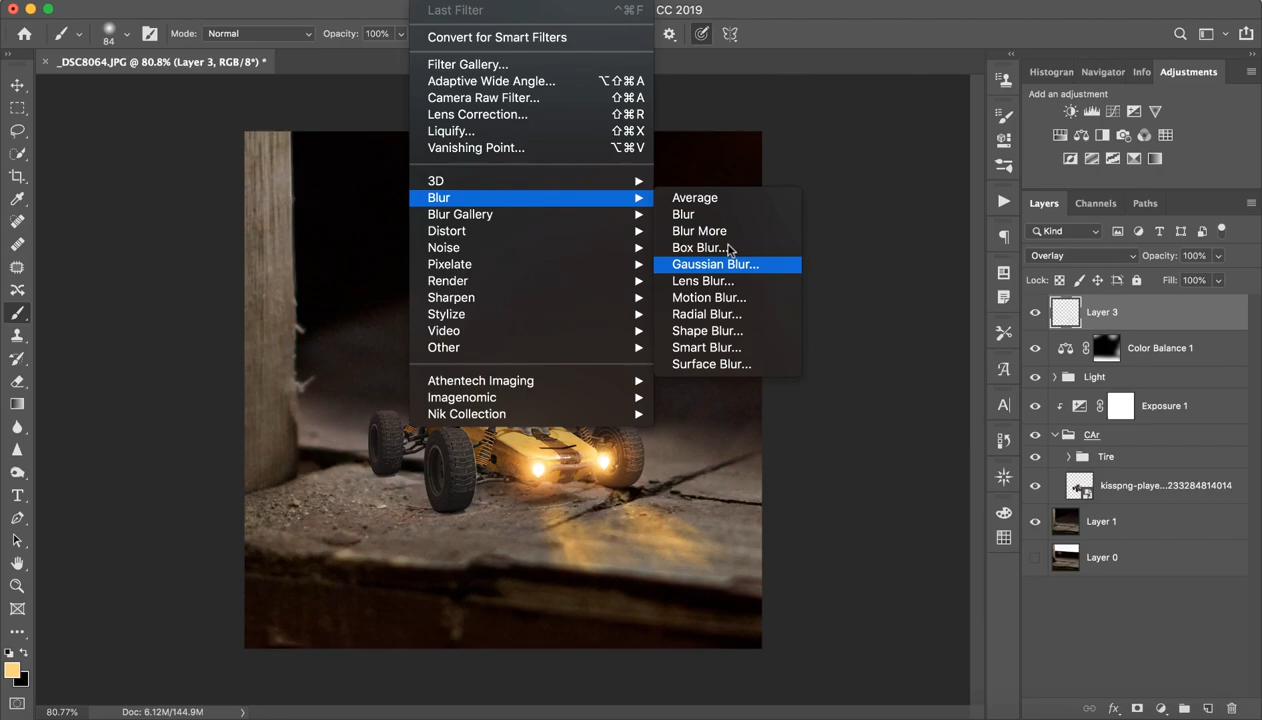 CC 2019
84
Mode:
Normal
Opacity:
100%
_DSC8064.JPG @ 80.8% (Layer 3, RGB/8*) *
Last Filter ^⌘F
Convert for Smart Filters
Filter Gallery...
Adaptive Wide Angle... ⌥⇧⌘A
Camera Raw Filter... ⇧⌘A
Lens Correction... ⇧⌘R
Liquify... ⇧⌘X
Vanishing Point... ⌥⌘V
3D
Blur
Blur Gallery
Distort
Noise
Pixelate
Render
Sharpen
Stylize
Video
Other
Athentech Imaging
Imagenomic
Nik Collection
Average
Blur
Blur More
Box Blur...
Gaussian Blur...
Lens Blur...
Motion Blur...
Radial Blur...
Shape Blur...
Smart Blur...
Surface Blur...
Histogran
Navigator
Info
Adjustments
Add an adjustment
Layers
Channels
Paths
Kind
Overlay
Opacity: 100%
Lock:
Fill: 100%
Layer 3
Color Balance 1
Light
Exposure 1
CAr
Tire
kisspng-playe...233284814014
Layer 1
Layer 0
80.77%
Doc: 6.12M/144.9M